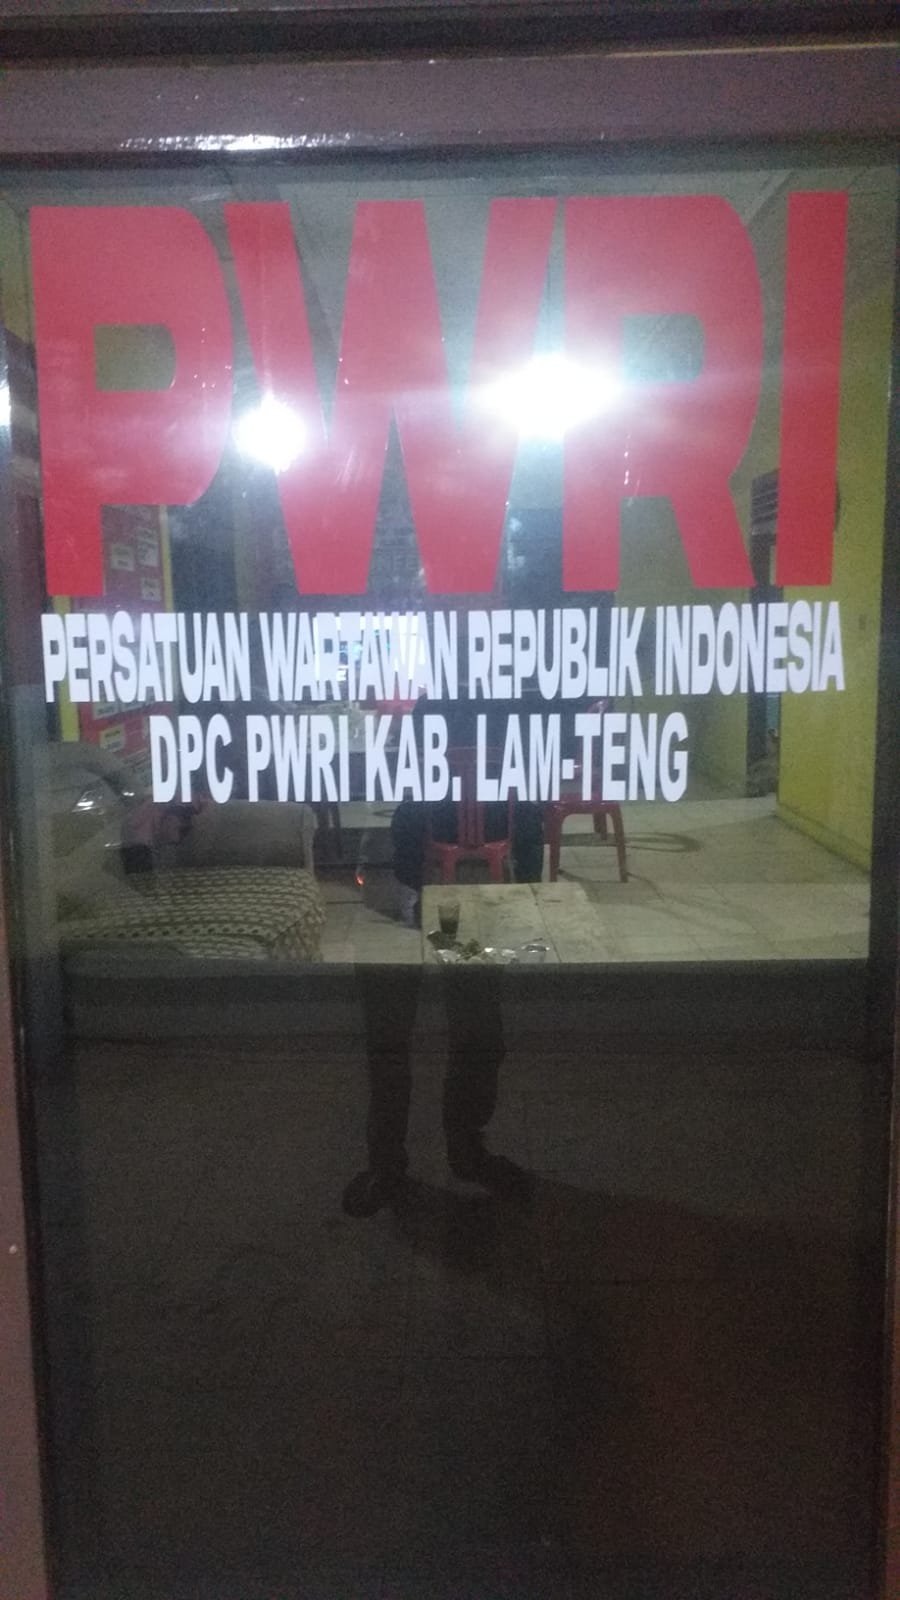 PWRI
PERSATUAN WARTAWAN REPUBLIK INDONESIA
DPC PWRI KAB. LAM-TENG